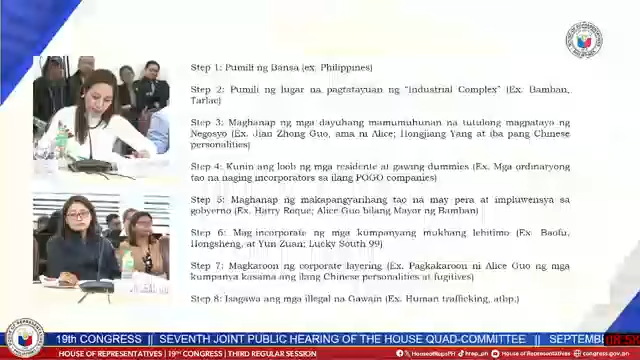 Step 1: Pumili ng Bansa (ex. Philippines)
Step 2: Pumili ng lugar na pagtatayuan ng "Industrial Complex" (Ex. Bamban,
Tarlac)
Step 3: Maghanap ng mga dayuhang mamumuhunan na tutulong magpatayo ng
Negosyo (Ex. Jian Zhong Guo, ama ni Alice; Hongjiang Yang at iba pang Chinese
personalities)
Step 4: Kunin ang loob ng mga residente at gawing dummies (Ex. Mga ordinaryong
tao na naging incorporators sa ilang POGO companies)
Step 5: Maghanap ng makapangyarihang tao na may pera at impluwensya sa
gobyerno (Ex. Harry Roque; Alice Guo bilang Mayor ng Bamban)
Step 6: Mag-incorporate ng mga kumpanyang mukhang lehitimo (Ex. Baofu,
Hongsheng, at Yun Zuan; Lucky South 99)
Step 7: Magkaroon ng corporate layering (Ex. Pagkakaroon ni Alice Guo ng mga
kumpanya kasama ang ilang Chinese personalities at fugitives)
Step 8: Isagawa ang mga illegal na Gawain (Ex. Human trafficking, atbp.)
19th CONGRESS || SEVENTH JOINT PUBLIC HEARING OF THE HOUSE QUAD-COMMITTEE || SEPTEMB
HOUSE OF REPRESENTATIVES | 19TH CONGRESS | THIRD REGULAR SESSION
HouseofRepsPH hrep_ph House of Representatives congress.gov.ph